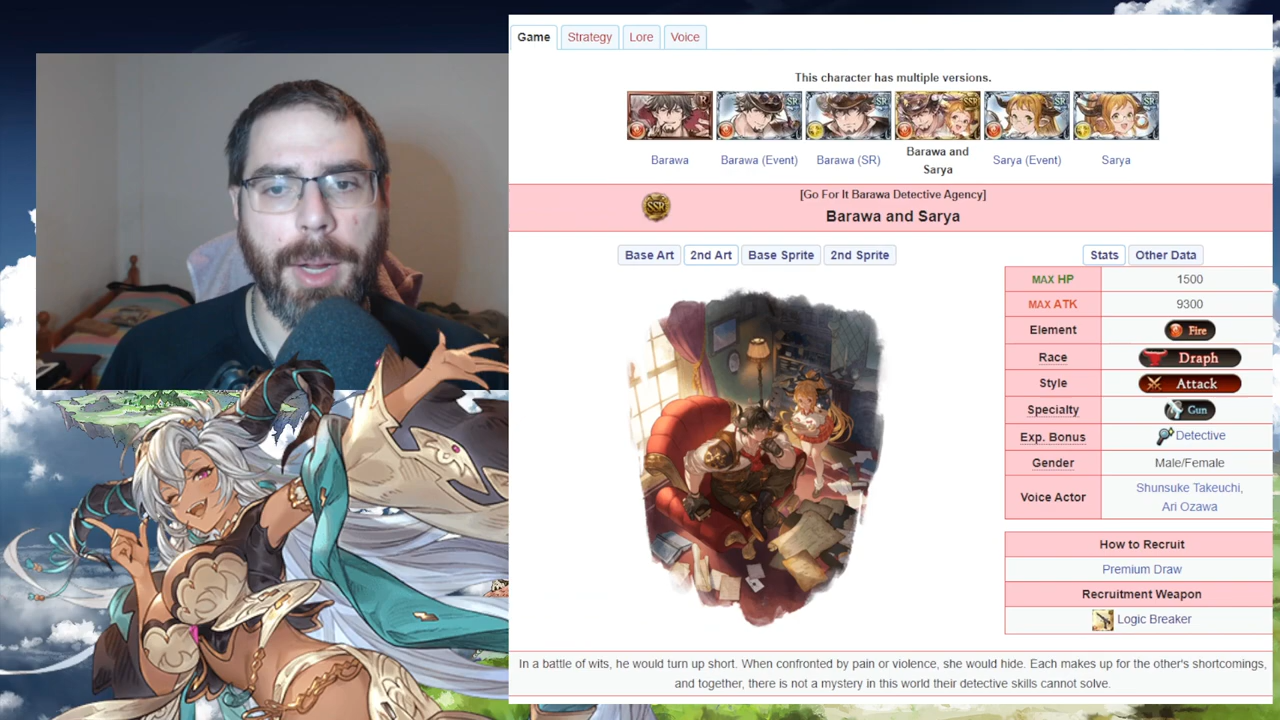 Game Strategy Lore Voice
This character has multiple versions.
R SR SR SSR SR SR
Barawa Barawa (Event) Barawa (SR) Barawa and Sarya Sarya (Event) Sarya
[Go For It Barawa Detective Agency]
SSR Barawa and Sarya
Base Art 2nd Art Base Sprite 2nd Sprite
Stats Other Data
MAX HP 1500
MAX ATK 9300
Element Fire
Race Draph
Style Attack
Specialty Gun
Exp. Bonus Detective
Gender Male/Female
Voice Actor Shunsuke Takeuchi,
Ari Ozawa
How to Recruit
Premium Draw
Recruitment Weapon
Logic Breaker
In a battle of wits, he would turn up short. When confronted by pain or violence, she would hide. Each makes up for the other's shortcomings,
and together, there is not a mystery in this world their detective skills cannot solve.